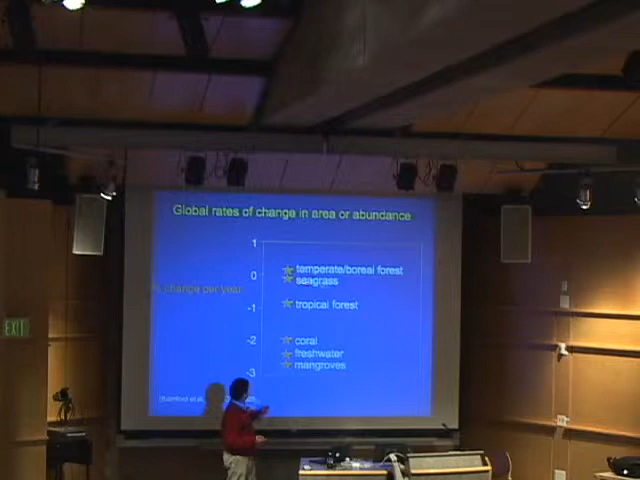 Global rates of change in area or abundance
1
temperate/boreal forest
0
seagrass
% change per year
-1
tropical forest
-2
coral
freshwater
mangroves
-3
EXIT